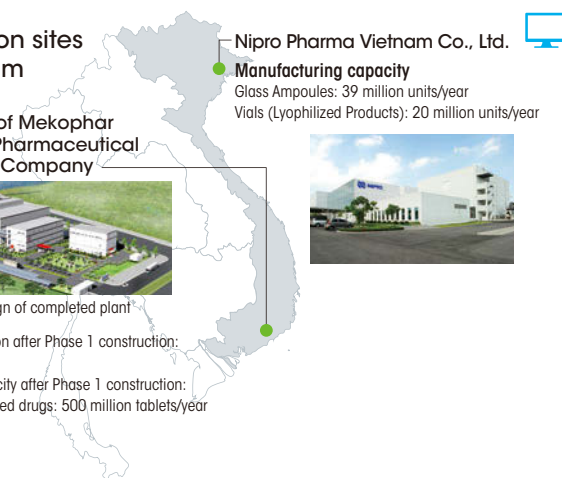 on sites
m
Nipro Pharma Vietnam Co., Ltd.
Manufacturing capacity
Glass Ampoules: 39 million units/year
Vials (Lyophilized Products): 20 million units/year
of Mekophar
Pharmaceutical
Company
NIPRO
gn of completed plant
on after Phase 1 construction:
city after Phase 1 construction:
ed drugs: 500 million tablets/year